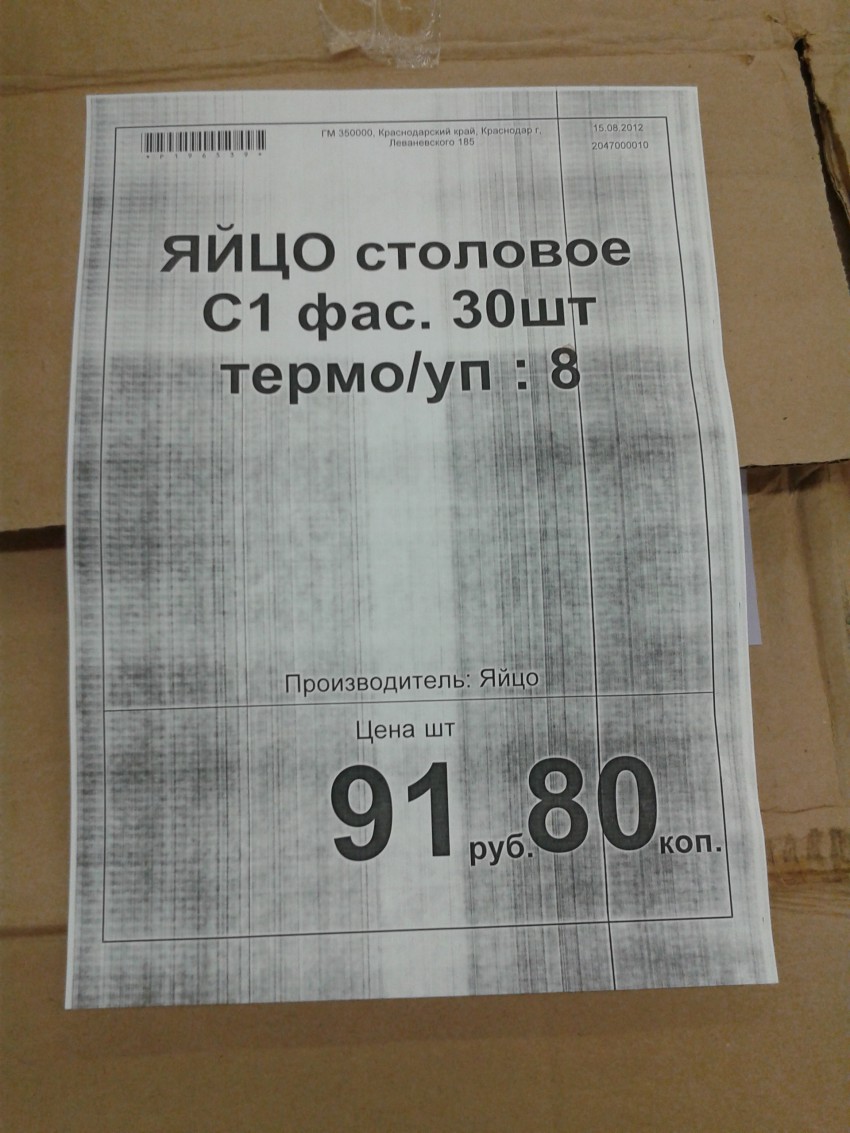 ГМ 350000, Краснодарский край, Краснодар г,
Леваневского 185
15.08.2012
2047000010
ЯЙЦО столовое
С1 фас. 30шт
термо/уп : 8
Производитель: Яйцо
Цена шт
91 руб. 80 коп.